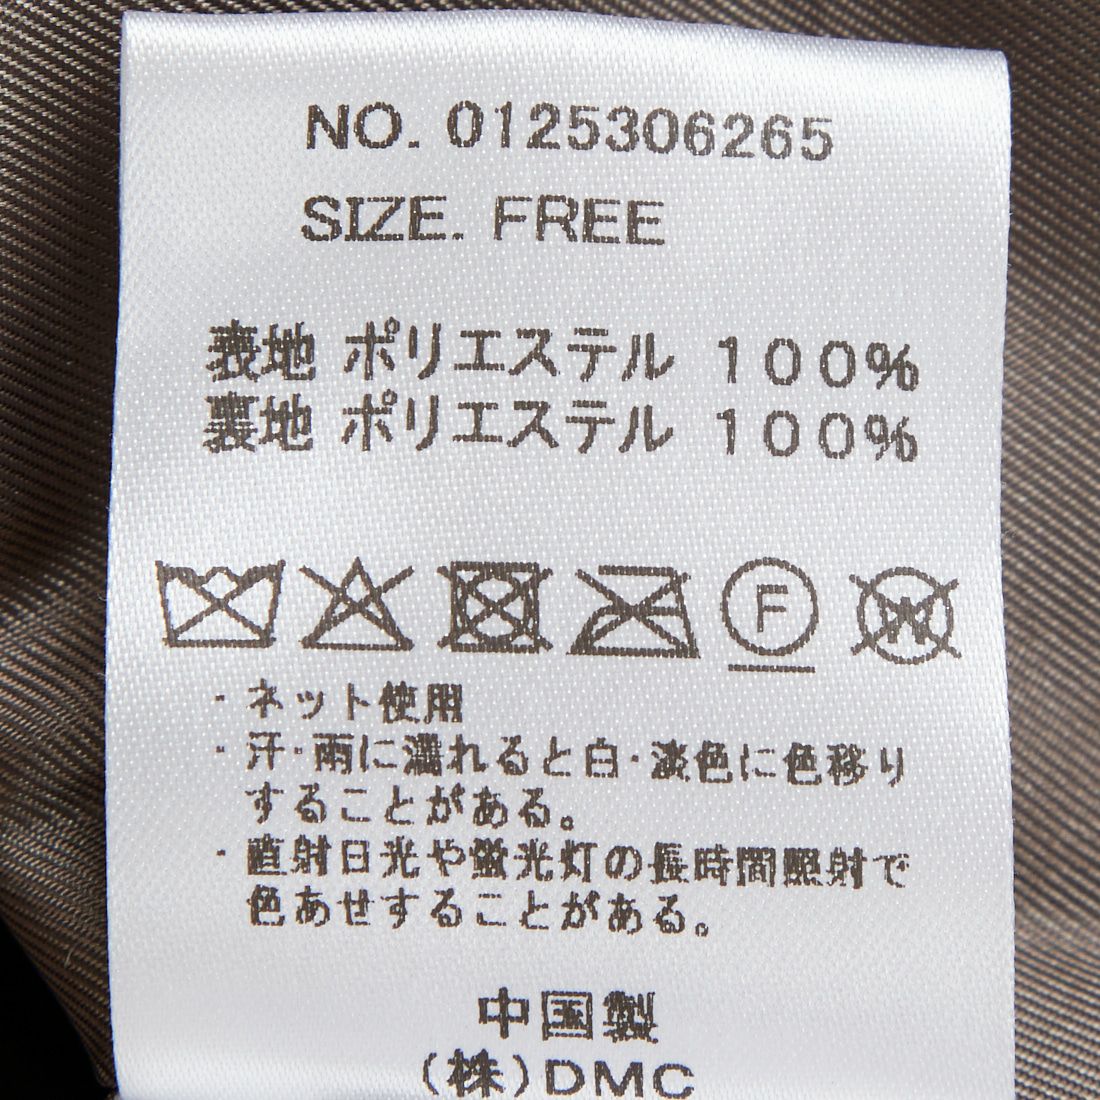 NO. 0125306265
SIZE. FREE
表地 ポリエステル 100%
裏地 ポリエステル 100%
F
W
・ネット使用
・汗・雨に濡れると白・淡色に色移り
することがある。
・直射日光や蛍光灯の長時間照射で
色あせすることがある。
中国製
(株)DMC